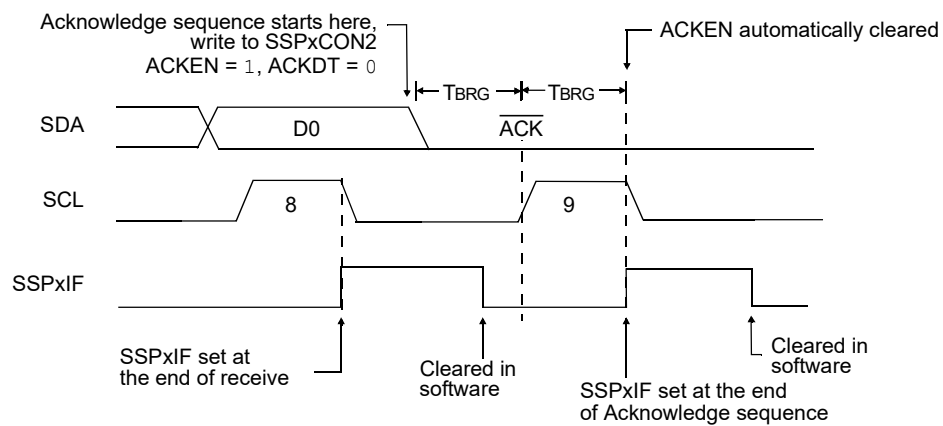 Acknowledge sequence starts here,
write to SSPxCON2
ACKEN = 1, ACKDT = 0
ACKEN automatically cleared
TBRG
TBRG
SDA
D0
ACK
SCL
8
9
SSPxIF
SSPxIF set at
the end of receive
Cleared in
software
SSPxIF set at the end
of Acknowledge sequence
Cleared in
software